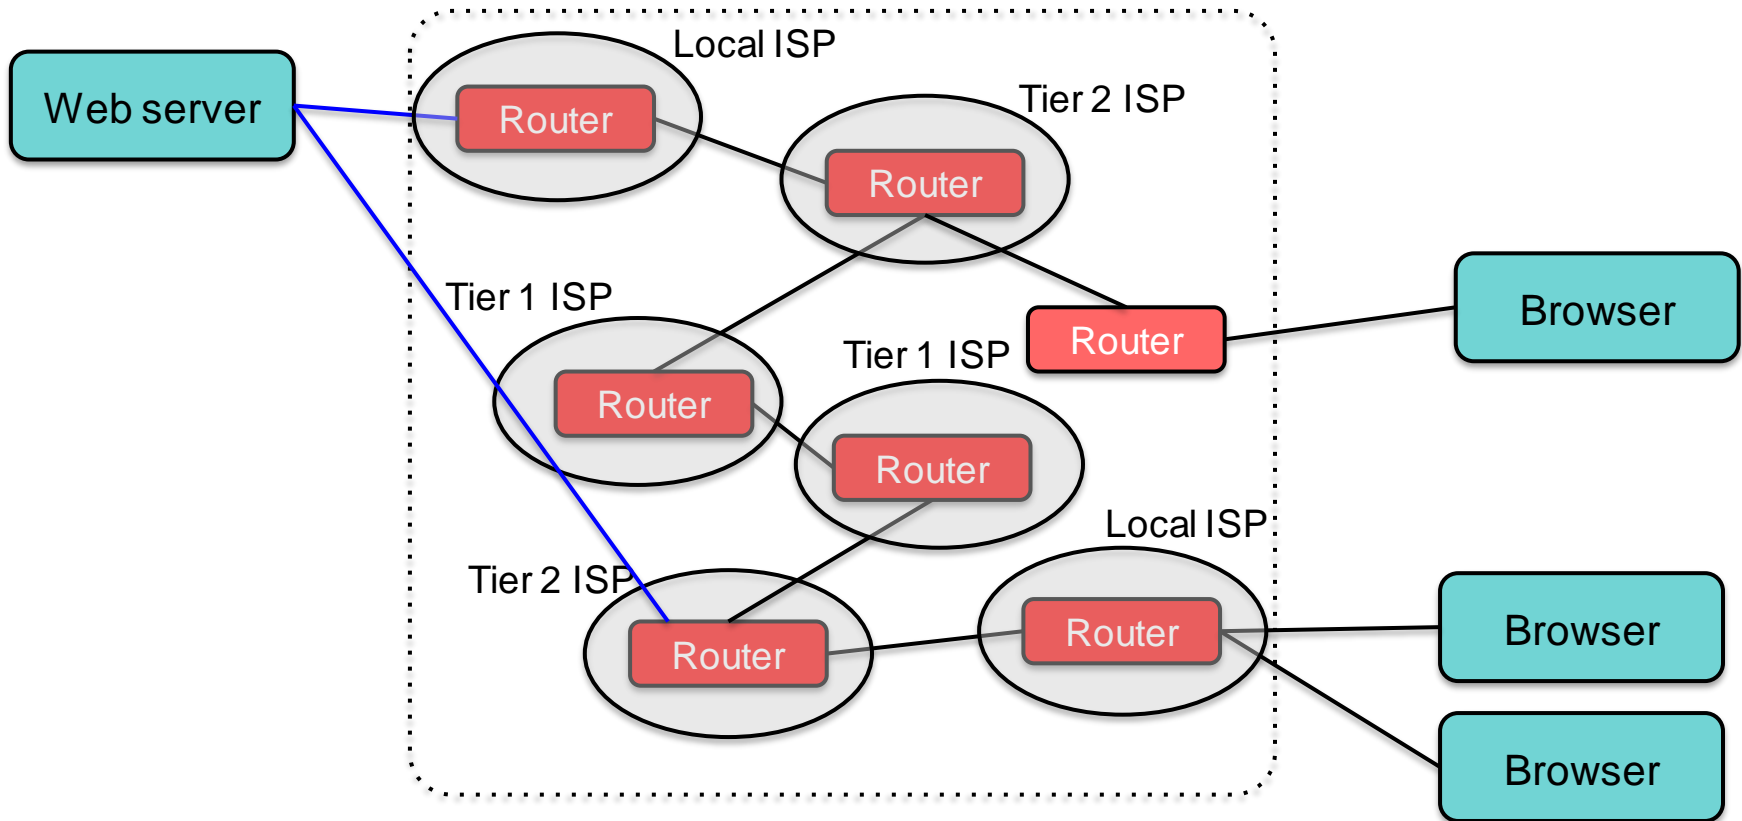 Local ISP
Web server
Router
Tier 2 ISP
Router
Tier 1 ISP
Browser
Router
Tier 1 ISP
Router
Router
Local ISP
Tier 2 ISP
Router
Router
Browser
Browser